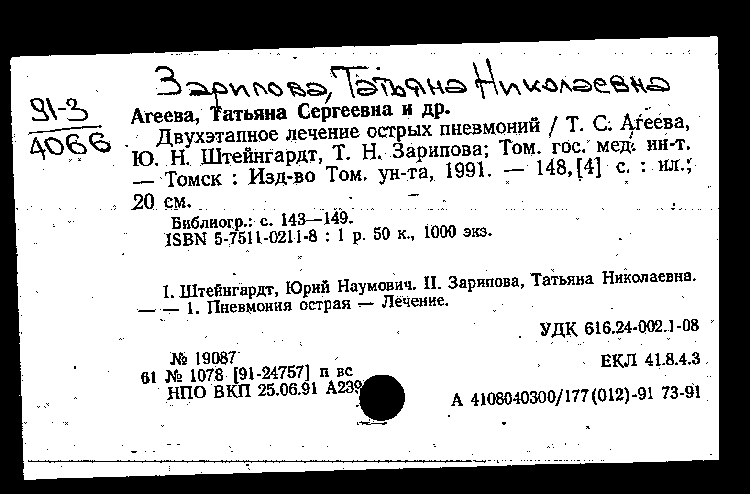 Зарипова, Татьяна Николаевна
91-3
4066
Агеева, Татьяна Сергеевна и др.
Двухэтапное лечение острых пневмоний / Т. С. Агеева,
Ю. Н. Штейнгардт, Т. Н. Зарипова; Том. гос. мед. ин-т.
— Томск : Изд-во Том. ун-та, 1991. — 148,[4] с. : ил.;
20 см.
Библиогр.: с. 143—149.
ISBN 5-7511-0211-8 : 1 р. 50 к., 1000 экз.
I. Штейнгардт, Юрий Наумович. II. Зарипова, Татьяна Николаевна.
— — 1. Пневмония острая — Лечение.
УДК 616.24-002.1-08
№ 19087
ЕКЛ 41.8.4.3
61 № 1078 [91-24757] п вс
НПО ВКП 25.06.91 А239
А 4108040300/177(012)-91 73-91